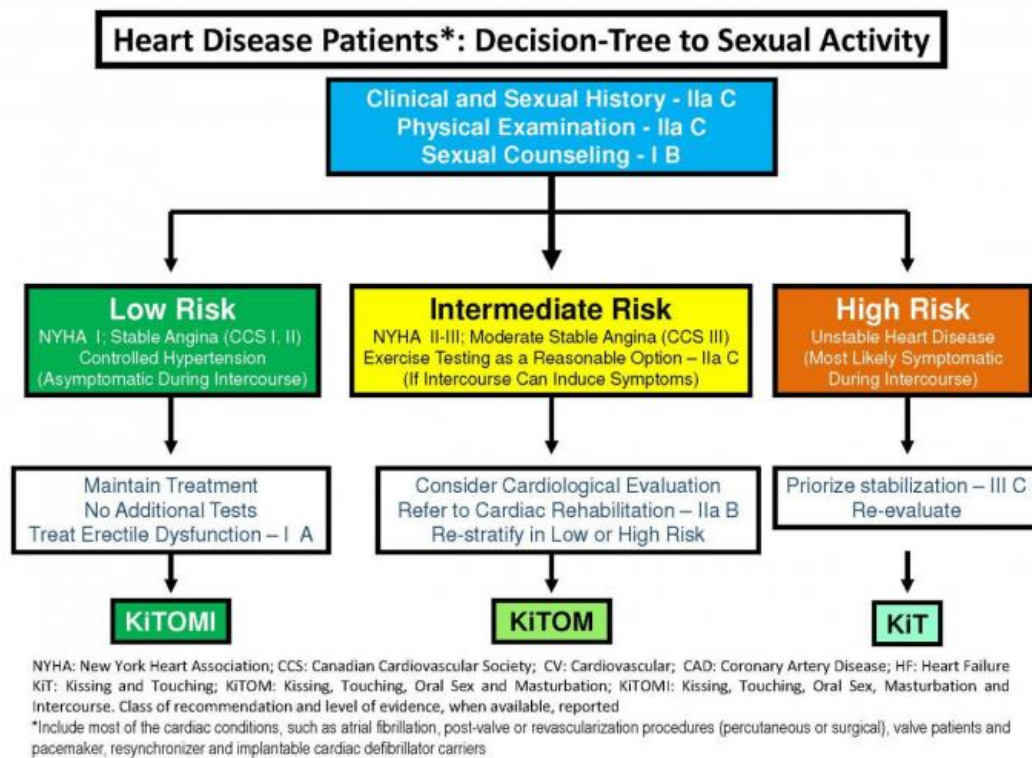 Heart Disease Patients*: Decision-Tree to Sexual Activity
Clinical and Sexual History - IIa C
Physical Examination - IIa C
Sexual Counseling - I B
Low Risk
NYHA I; Stable Angina (CCS I, II)
Controlled Hypertension
(Asymptomatic During Intercourse)
Intermediate Risk
NYHA II-III; Moderate Stable Angina (CCS III)
Exercise Testing as a Reasonable Option – IIa C
(If Intercourse Can Induce Symptoms)
High Risk
Unstable Heart Disease
(Most Likely Symptomatic
During Intercourse)
Maintain Treatment
No Additional Tests
Treat Erectile Dysfunction – I A
Consider Cardiological Evaluation
Refer to Cardiac Rehabilitation – IIa B
Re-stratify in Low or High Risk
Priorize stabilization – III C
Re-evaluate
KiTOMI
KiTOM
KiT
NYHA: New York Heart Association; CCS: Canadian Cardiovascular Society; CV: Cardiovascular; CAD: Coronary Artery Disease; HF: Heart Failure
KiT: Kissing and Touching; KiTOM: Kissing, Touching, Oral Sex and Masturbation; KiTOMI: Kissing, Touching, Oral Sex, Masturbation and
Intercourse. Class of recommendation and level of evidence, when available, reported
*Include most of the cardiac conditions, such as atrial fibrillation, post-valve or revascularization procedures (percutaneous or surgical), valve patients and
pacemaker, resynchronizer and implantable cardiac defibrillator carriers